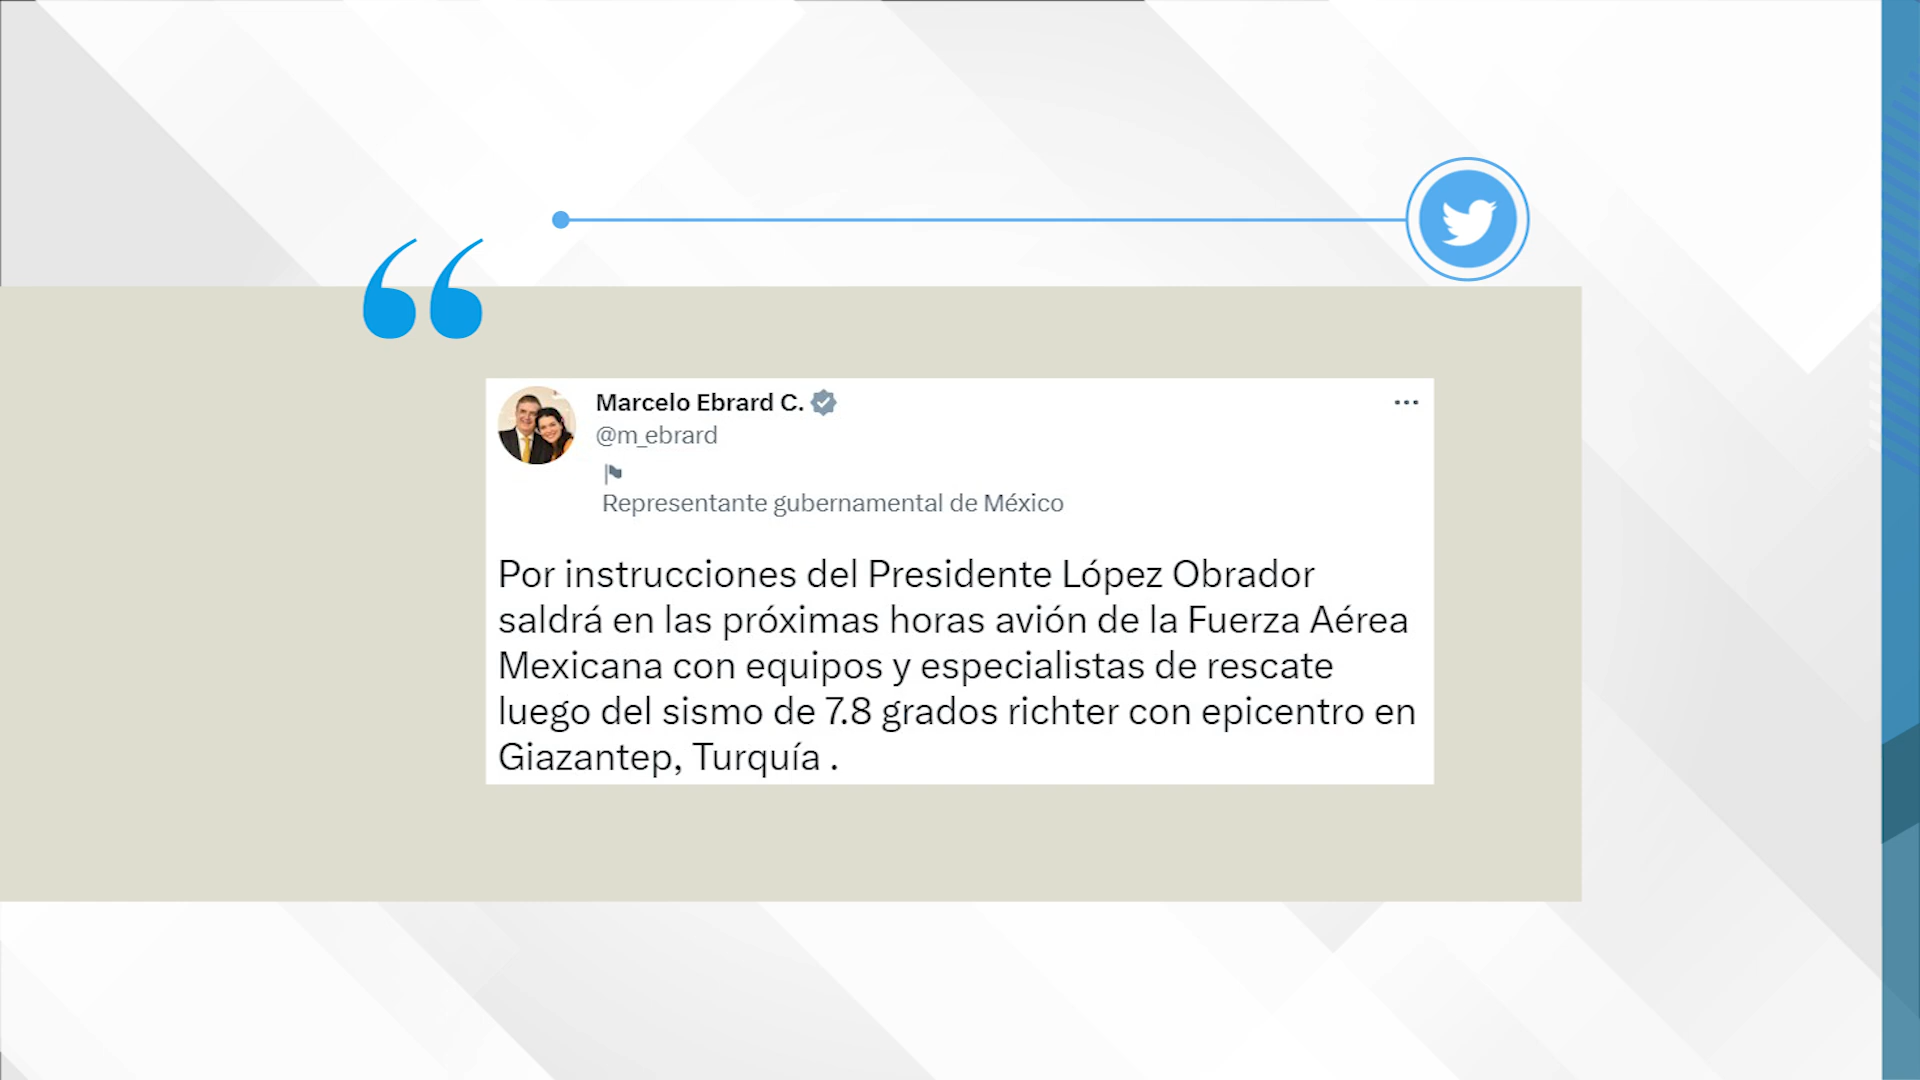 Marcelo Ebrard C.
@m_ebrard
Representante gubernamental de México
Por instrucciones del Presidente López Obrador
saldrá en las próximas horas avión de la Fuerza Aérea
Mexicana con equipos y especialistas de rescate
luego del sismo de 7.8 grados richter con epicentro en
Giazantep, Turquía .